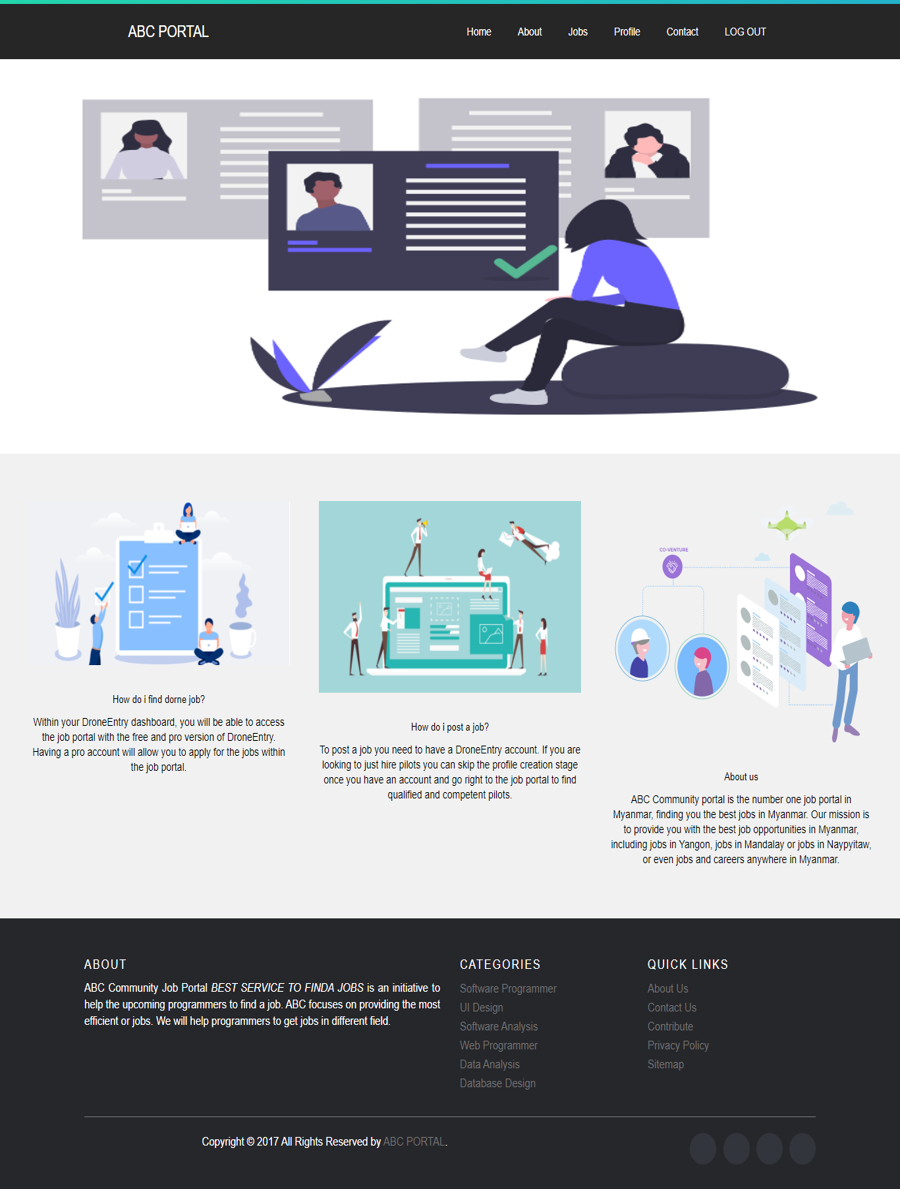 ABC PORTAL
Home About Jobs Profile Contact LOG OUT
CO-VENTURE
How do i find dorne job?
Within your DroneEntry dashboard, you will be able to access
the job portal with the free and pro version of DroneEntry.
Having a pro account will allow you to apply for the jobs within
the job portal.
How do i post a job?
To post a job you need to have a DroneEntry account. If you are
looking to just hire pilots you can skip the profile creation stage
once you have an account and go right to the job portal to find
qualified and competent pilots.
About us
ABC Community portal is the number one job portal in
Myanmar, finding you the best jobs in Myanmar. Our mission is
to provide you with the best job opportunities in Myanmar,
including jobs in Yangon, jobs in Mandalay or jobs in Naypyitaw,
or even jobs and careers anywhere in Myanmar.
ABOUT
ABC Community Job Portal BEST SERVICE TO FINDA JOBS is an initiative to
help the upcoming programmers to find a job. ABC focuses on providing the most
efficient or jobs. We will help programmers to get jobs in different field.
CATEGORIES
Software Programmer
UI Design
Software Analysis
Web Programmer
Data Analysis
Database Design
QUICK LINKS
About Us
Contact Us
Contribute
Privacy Policy
Sitemap
Copyright © 2017 All Rights Reserved by ABC PORTAL.